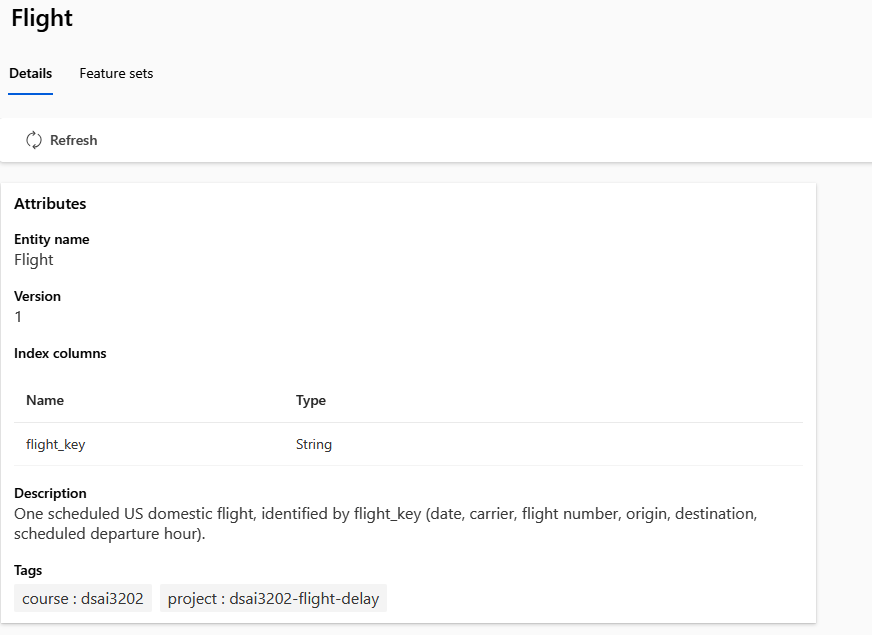 Flight
Details Feature sets
Refresh
Attributes
Entity name
Flight
Version
1
Index columns
Name Type
flight_key String
Description
One scheduled US domestic flight, identified by flight_key (date, carrier, flight number, origin, destination,
scheduled departure hour).
Tags
course : dsai3202 project : dsai3202-flight-delay